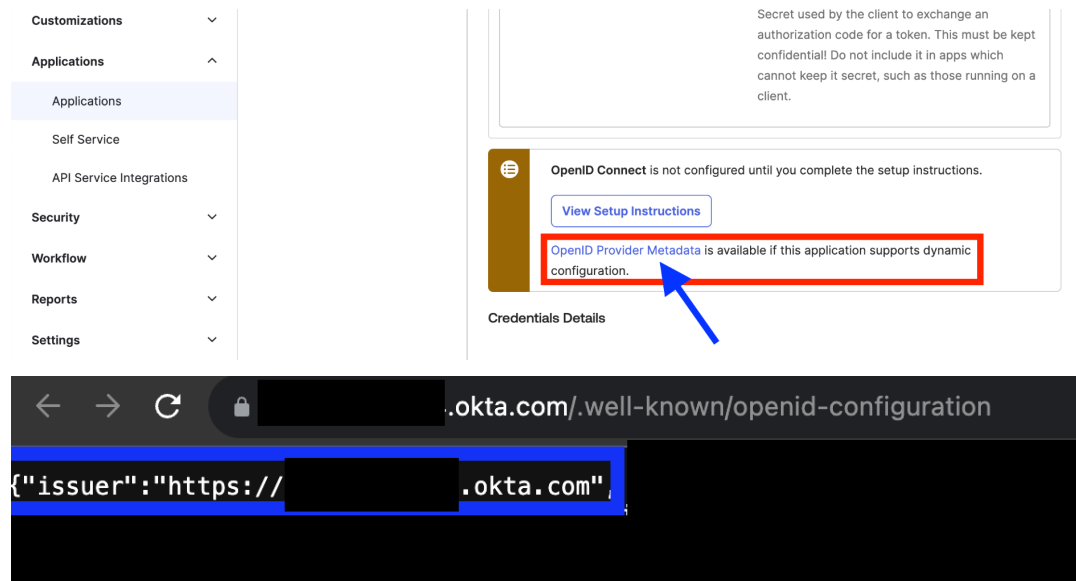 Customizations
Applications
Applications
Self Service
API Service Integrations
Security
Workflow
Reports
Settings
Secret used by the client to exchange an
authorization code for a token. This must be kept
confidential! Do not include it in apps which
cannot keep it secret, such as those running on a
client.
OpenID Connect is not configured until you complete the setup instructions.
View Setup Instructions
OpenID Provider Metadata is available if this application supports dynamic
configuration.
Credentials Details
.okta.com/.well-known/openid-configuration
{"issuer":"https:// .okta.com",